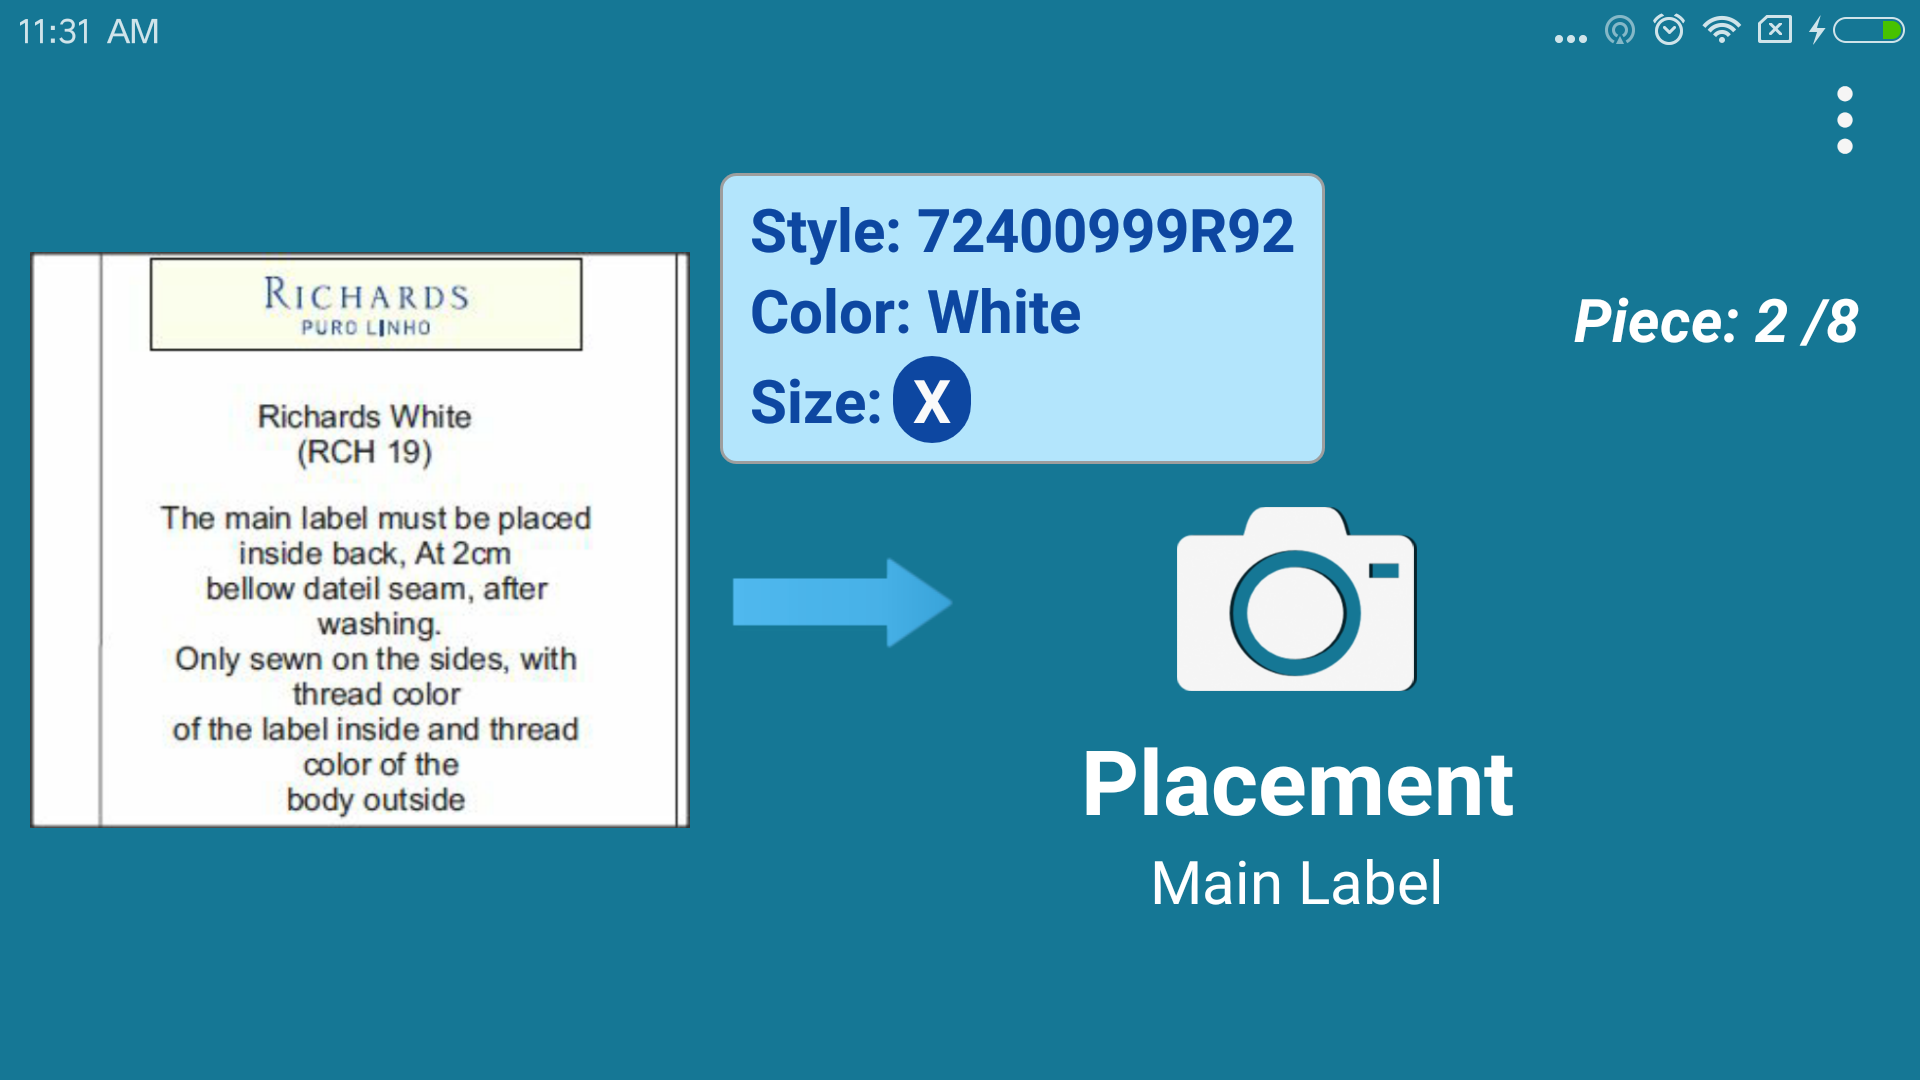 11:31 AM
Style: 72400999R92
Color: White
Size: X
Piece: 2 /8
RICHARDS
PURO LINHO
Richards White
(RCH 19)
The main label must be placed
inside back, At 2cm
bellow dateil seam, after
washing.
Only sewn on the sides, with
thread color
of the label inside and thread
color of the
body outside
Placement
Main Label